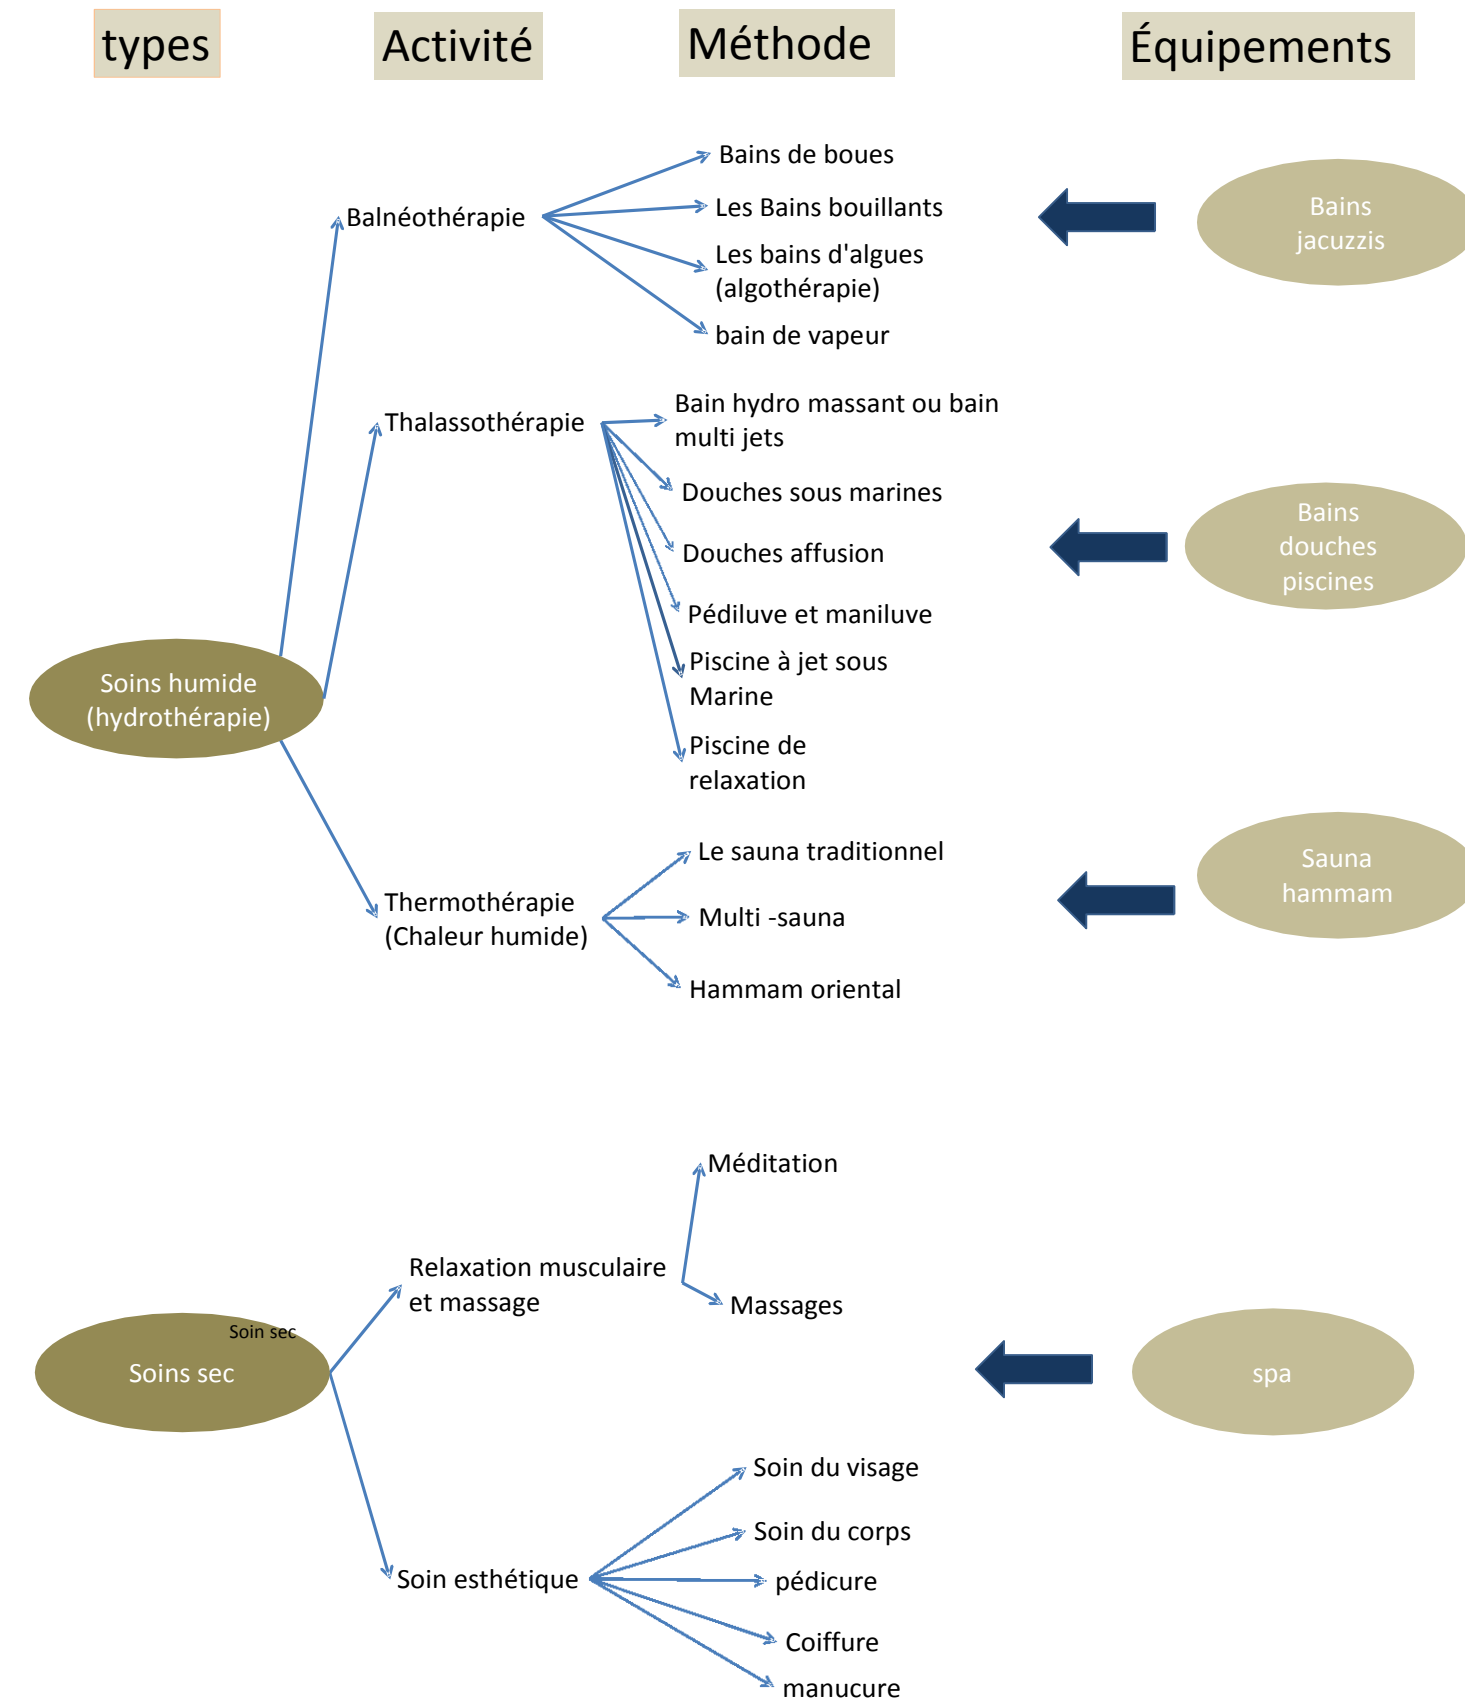 types
Activité
Méthode
Équipements
Bains de boues
Balnéothérapie
Les Bains bouillants
Les bains d'algues
(algothérapie)
bain de vapeur
Bains
jacuzzis
Thalassothérapie
Bain hydro massant ou bain
multi jets
Douches sous marines
Douches affusion
Pédiluve et maniluve
Piscine à jet sous
Marine
Piscine de
relaxation
Bains
douches
piscines
Soins humide
(hydrothérapie)
Thermothérapie
(Chaleur humide)
Le sauna traditionnel
Multi -sauna
Hammam oriental
Sauna
hammam
Méditation
Relaxation musculaire
et massage
Massages
Soin sec
Soins sec
spa
Soin esthétique
Soin du visage
Soin du corps
pédicure
Coiffure
manucure